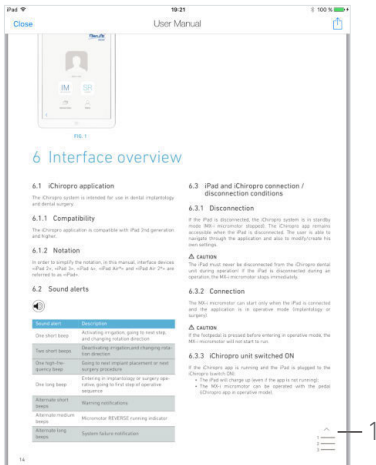 iPad
19:21
100 %
Close
User Manual
IM
FIG. 1
6 Interface overview
6.1 iChiropro application
The iChiropro system is intended for use in dental implantology
and dental surgery.
6.1.1 Compatibility
The iChiropro application is compatible with iPad 2nd generation
and higher.
6.1.2 Notation
In order to simplify the notation, in this manual, interface devices
«iPad 2», «iPad 3», «iPad 4», «iPad Air™» and «iPad Air 2™» are
referred to as «iPad».
6.2 Sound alerts
Sound alert Description
One short beep Activating irrigation, going to next step,
and changing rotation direction
Two short beeps Deactivating irrigation and changing rota-
tion direction
One high fre-
quency beep Going to next implant placement or next
surgery procedure
One long beep Entering in implantology or surgery ope-
rative, going to first step of operative
sequence
Alternate short
beeps Warning notifications
Alternate medium
beeps Micromotor REVERSE running indicator
Alternate long
beeps System failure notification
14
6.3 iPad and iChiropro connection /
disconnection conditions
6.3.1 Disconnection
If the iPad is disconnected, the iChiropro system is in standby
mode (MX-i micromotor stopped). The iChiropro app remains
accessible when the iPad is disconnected. The user is able to
navigate through the application and also to modify/create his
own settings.
⚠ CAUTION
The iPad must never be disconnected from the iChiropro dental
unit during operation! If the iPad is disconnected during an
operation, the MX-i micromotor stops immediately.
6.3.2 Connection
The MX-i micromotor can start only when the iPad is connected
and the application is in operative mode (implantology or
surgery).
⚠ CAUTION
If the footpedal is pressed before entering in operative mode, the
MX-i micromotor will not start to run.
6.3.3 iChiropro unit switched ON
If the iChiropro app is running and the iPad is plugged to the
iChiropro (switch ON):
• The iPad will charge up (even if the app is not running);
• The MX-i micromotor can be operated with the pedal
(iChiropro app in operative mode).
1
2
3
1